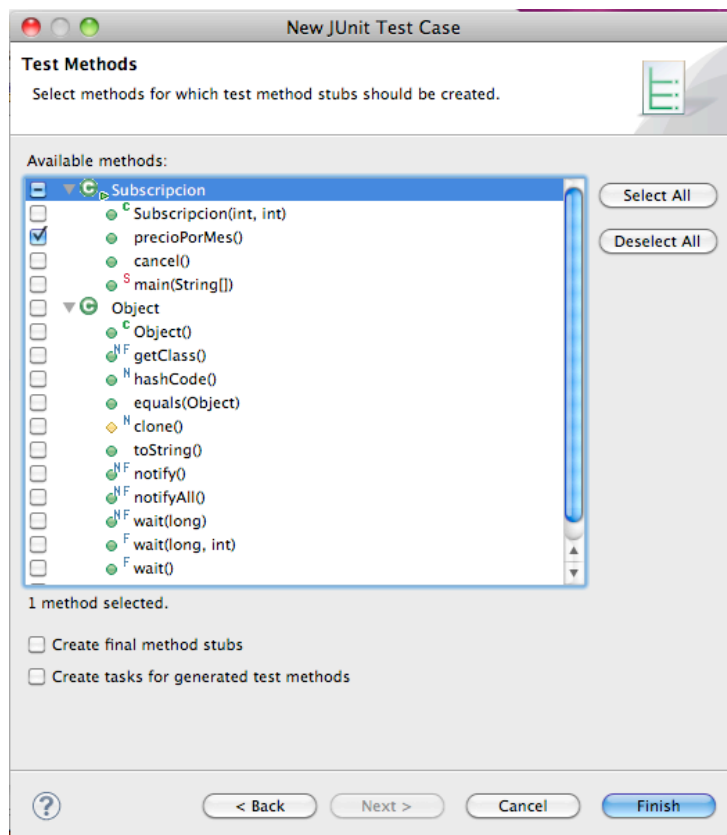 New JUnit Test Case
Test Methods
Select methods for which test method stubs should be created.
Available methods:
C Subscripcion
C Subscripcion(int, int)
precioPorMes()
cancel()
S main(String[])
C Object
C Object()
NF getClass()
N hashCode()
equals(Object)
N clone()
toString()
NF notify()
NF notifyAll()
NF wait(long)
F wait(long, int)
F wait()
Select All
Deselect All
1 method selected.
Create final method stubs
Create tasks for generated test methods
? < Back Next > Cancel Finish